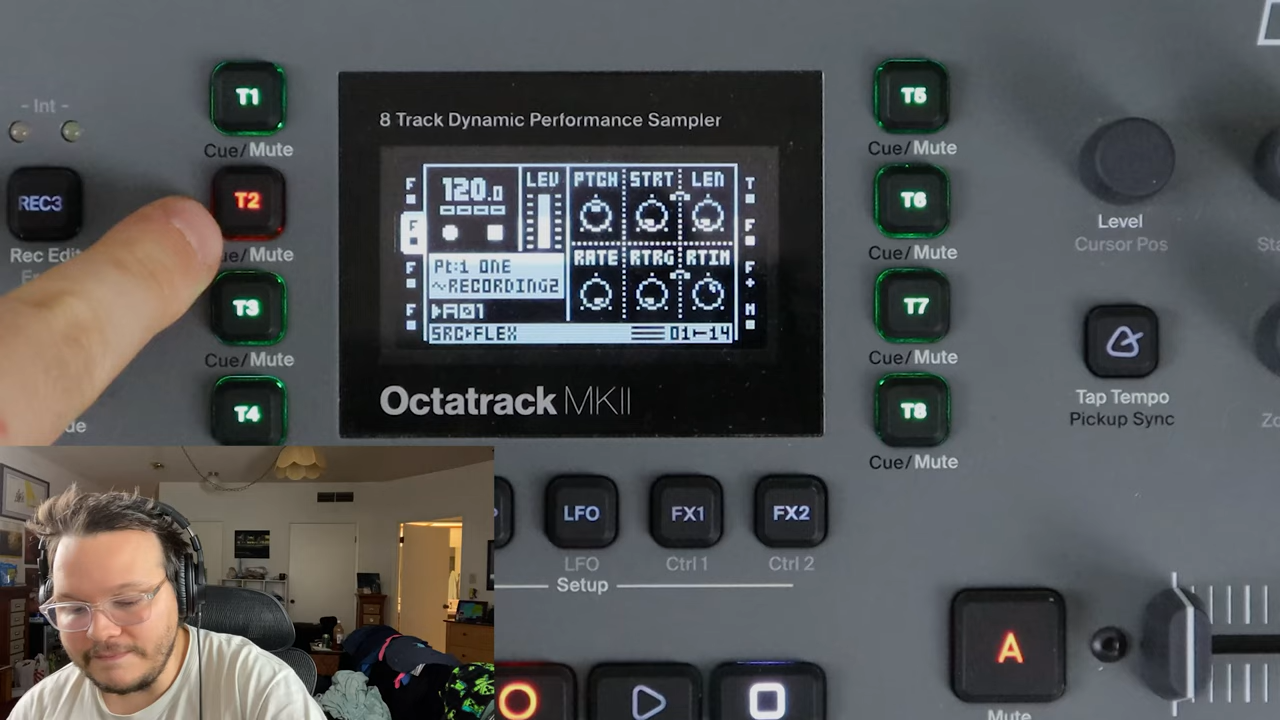 - Int -
T1
Cue/Mute
REC3
Rec Edit
T2
Cue/Mute
T3
Cue/Mute
T4
8 Track Dynamic Performance Sampler
120.0
LEV
PTCH STRT LEN
RATE RTRG RTIM
Pt:1 ONE
~RECORDING2
A01
SRC▸FLEX
01 14
F
F
F
F
T
F
F
M
Octatrack MKII
T5
Cue/Mute
T6
Cue/Mute
T7
Cue/Mute
T8
Cue/Mute
Level
Cursor Pos
Tap Tempo
Pickup Sync
LFO
FX1
FX2
LFO
Ctrl 1
Ctrl 2
Setup
A
Mute